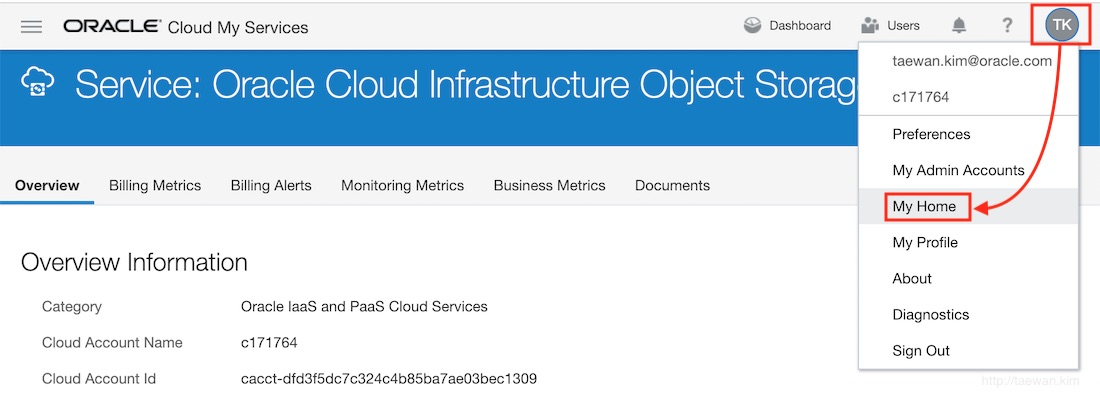 ORACLE Cloud My Services
Dashboard
Users
?
TK
taewan.kim@oracle.com
c171764
Preferences
My Admin Accounts
My Home
My Profile
About
Diagnostics
Sign Out
Service: Oracle Cloud Infrastructure Object Storage
Overview
Billing Metrics
Billing Alerts
Monitoring Metrics
Business Metrics
Documents
Overview Information
Category Oracle IaaS and PaaS Cloud Services
Cloud Account Name c171764
Cloud Account Id cacct-dfd3f5dc7c324c4b85ba7ae03bec1309
http://taewan.kim